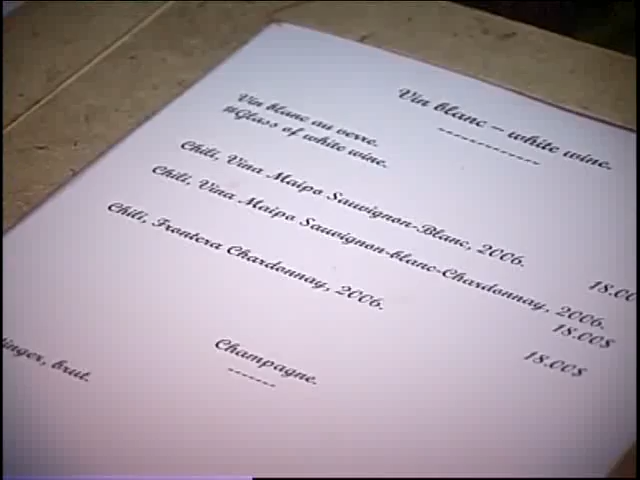 Vin blanc – white wine.
Vin blanc au verre.
#Glass of white wine.
Chili, Vina Maipo Sauvignon-Blanc, 2006.
18.00
Chili, Vina Maipo Sauvignon-blanc-Chardonnay, 2006.
18.00$
Chili, Frontera Chardonnay, 2006.
18.00$
Champagne.
tinger, brut.